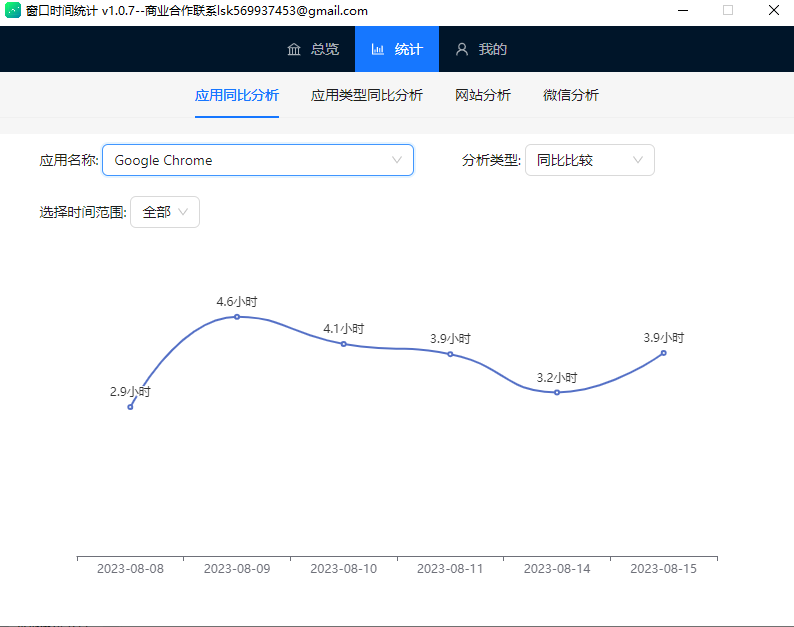 窗口时间统计 v1.0.7--商业合作联系lsk569937453@gmail.com
总览 统计 我的
应用同比分析 应用类型同比分析 网站分析 微信分析
应用名称: Google Chrome 分析类型: 同比比较
选择时间范围: 全部
4.6小时
4.1小时
3.9小时 3.9小时
3.2小时
2.9小时
2023-08-08 2023-08-09 2023-08-10 2023-08-11 2023-08-14 2023-08-15